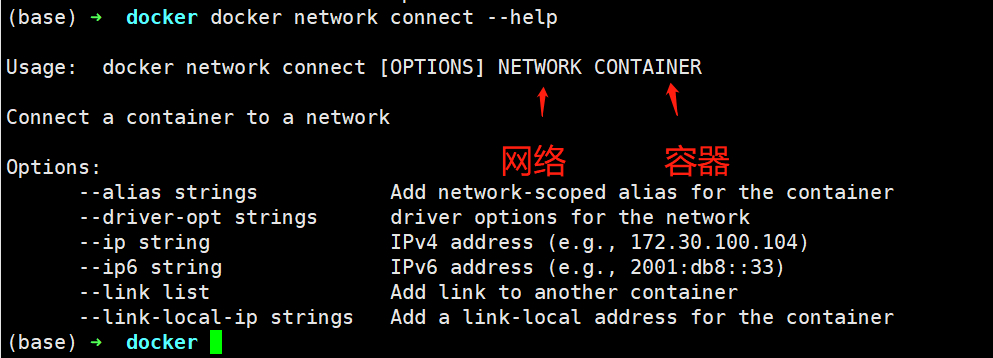 (base) → docker docker network connect --help
Usage:  docker network connect [OPTIONS] NETWORK CONTAINER
Connect a container to a network
网络 容器
Options:
      --alias strings           Add network-scoped alias for the container
      --driver-opt strings      driver options for the network
      --ip string               IPv4 address (e.g., 172.30.100.104)
      --ip6 string              IPv6 address (e.g., 2001:db8::33)
      --link list               Add link to another container
      --link-local-ip strings   Add a link-local address for the container
(base) → docker